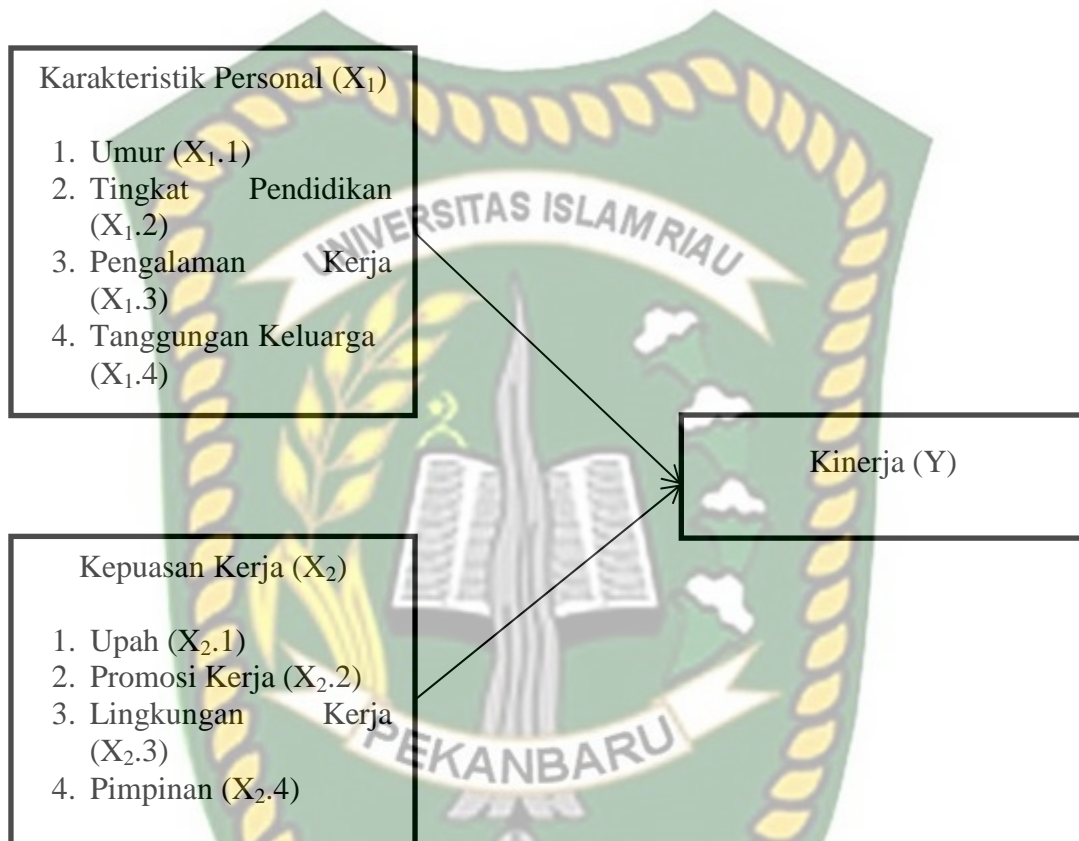 Karakteristik Personal (X₁)
1. Umur (X₁.1)
2. Tingkat Pendidikan
(X₁.2)
3. Pengalaman Kerja
(X₁.3)
4. Tanggungan Keluarga
(X₁.4)
UNIVERSITAS ISLAM RIAU
Kinerja (Y)
Kepuasan Kerja (X₂)
1. Upah (X₂.1)
2. Promosi Kerja (X₂.2)
3. Lingkungan Kerja
(X₂.3)
4. Pimpinan (X₂.4)
PEKANBARU